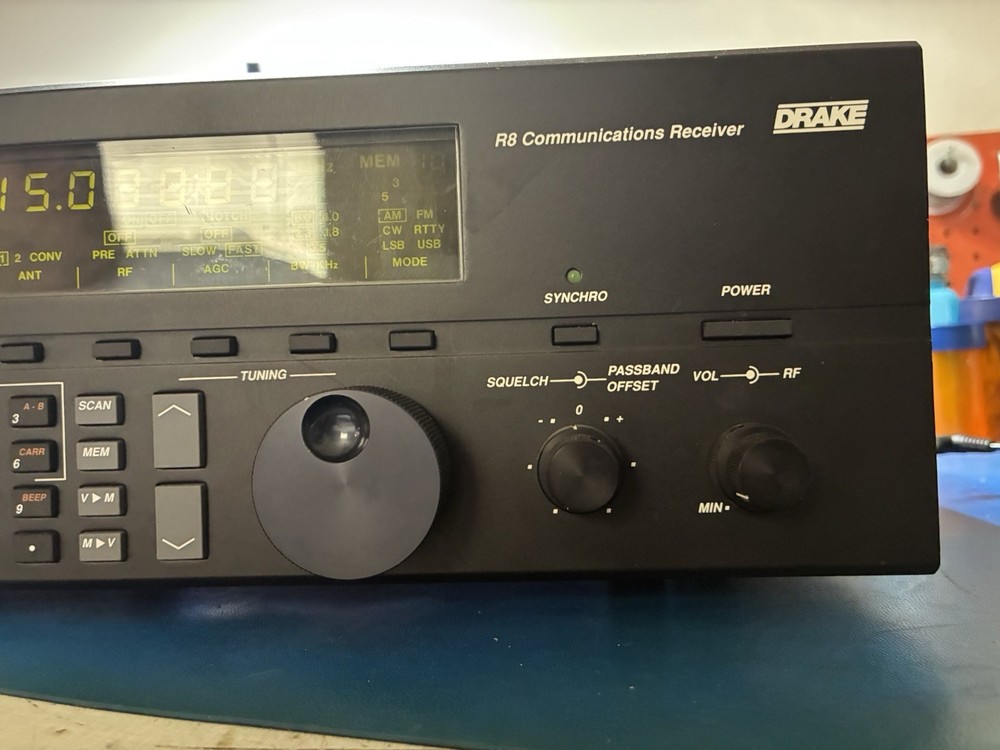 R8 Communications Receiver
DRAKE
15.0
MEM
3
5
AM FM
CW RTTY
LSB USB
MODE
OFF
OFF
1 2 CONV
PRE ATTN
SLOW FAST
ANT
RF
AGC
SYNCHRO
POWER
TUNING
SQUELCH
PASSBAND
OFFSET
VOL
RF
0
- +
MIN
3 A-B
SCAN
6 CARR
MEM
9 BEEP
V▶M
M▶V